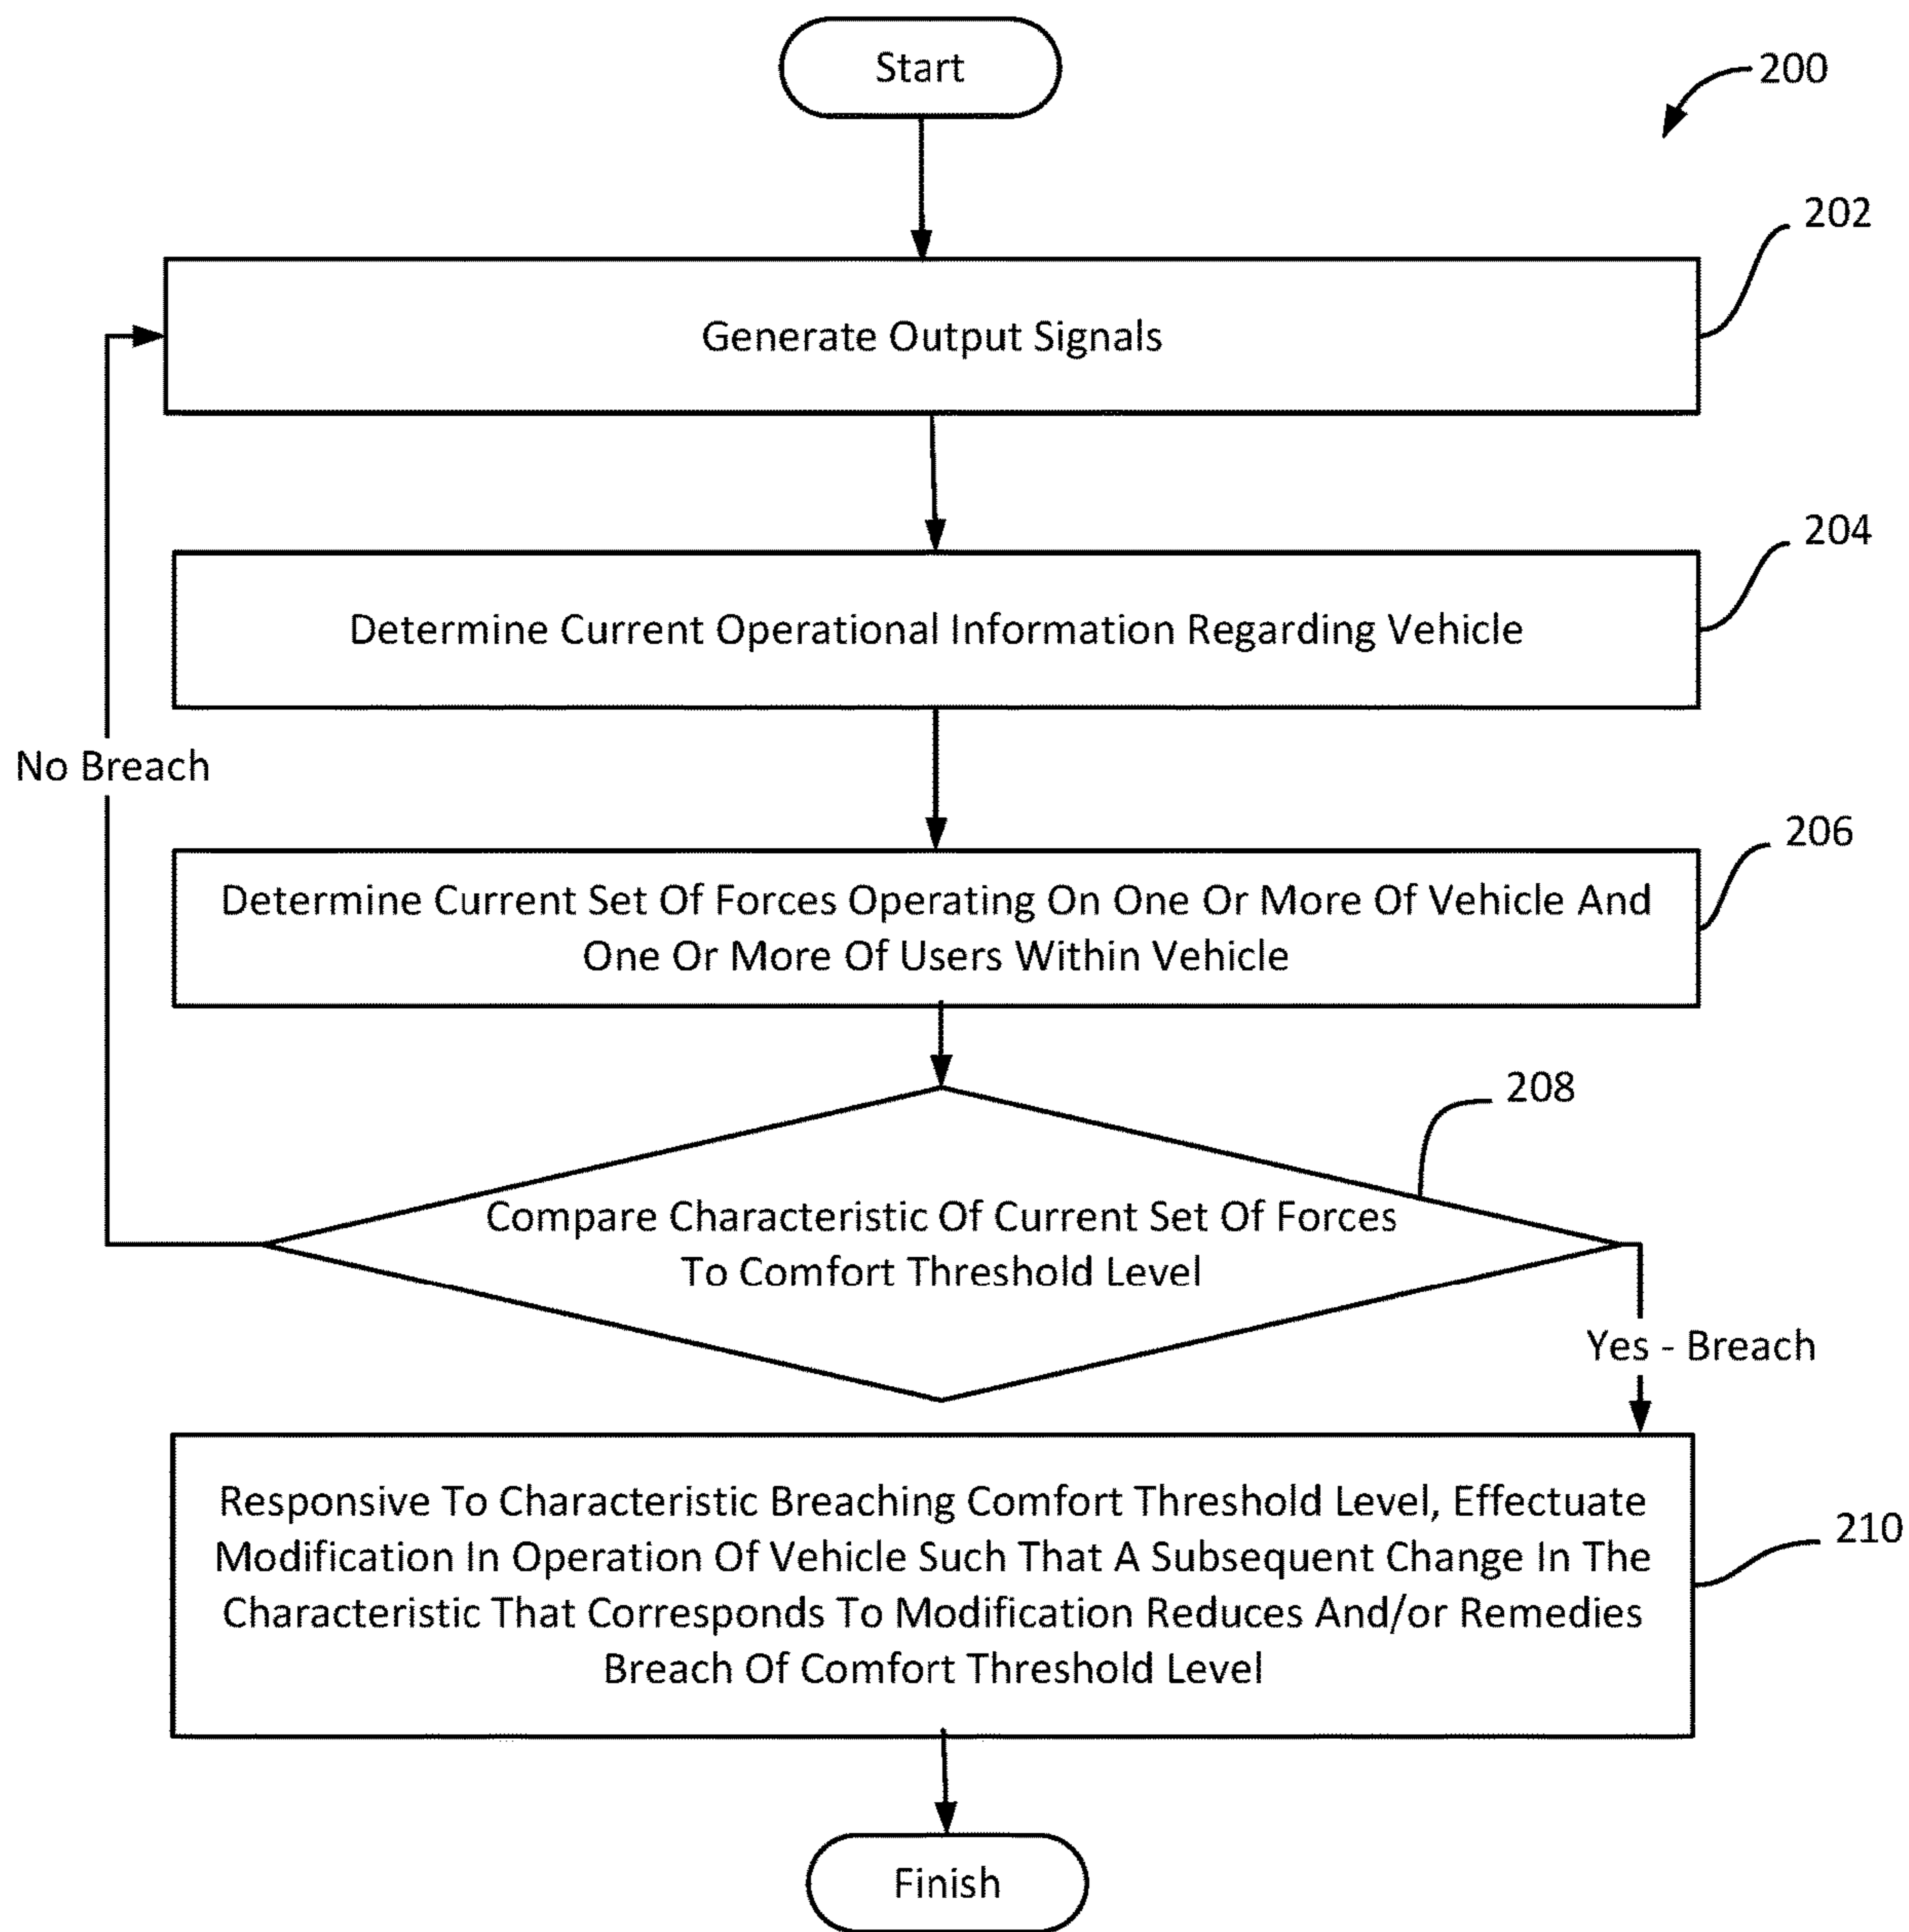 Start
200
202
Generate Output Signals
204
Determine Current Operational Information Regarding Vehicle
No Breach
206
Determine Current Set Of Forces Operating On One Or More Of Vehicle And
One Or More Of Users Within Vehicle
208
Compare Characteristic Of Current Set Of Forces
To Comfort Threshold Level
Yes - Breach
Responsive To Characteristic Breaching Comfort Threshold Level, Effectuate
Modification In Operation Of Vehicle Such That A Subsequent Change In The
Characteristic That Corresponds To Modification Reduces And/or Remedies
Breach Of Comfort Threshold Level
210
Finish